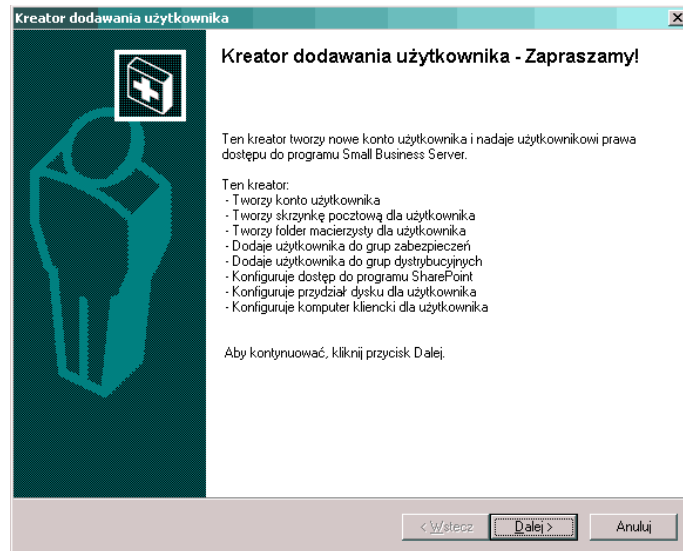 Kreator dodawania użytkownika
Kreator dodawania użytkownika - Zapraszamy!
Ten kreator tworzy nowe konto użytkownika i nadaje użytkownikowi prawa
dostępu do programu Small Business Server.
Ten kreator:
- Tworzy konto użytkownika
- Tworzy skrzynkę pocztową dla użytkownika
- Tworzy folder macierzysty dla użytkownika
- Dodaje użytkownika do grup zabezpieczeń
- Dodaje użytkownika do grup dystrybucyjnych
- Konfiguruje dostęp do programu SharePoint
- Konfiguruje przydział dysku dla użytkownika
- Konfiguruje komputer kliencki dla użytkownika
Aby kontynuować, kliknij przycisk Dalej.
< Wstecz Dalej > Anuluj